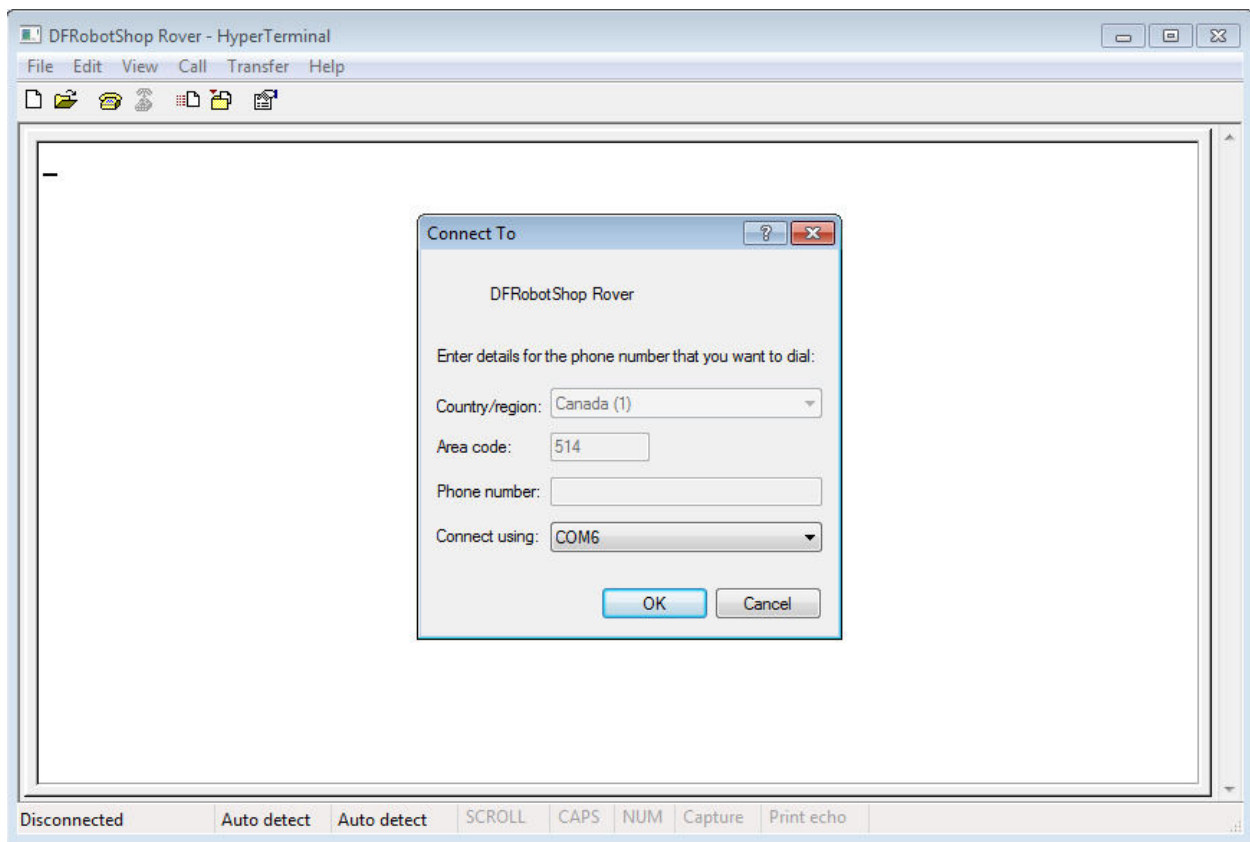 DFRobotShop Rover - HyperTerminal
File Edit View Call Transfer Help
Connect To
DFRobotShop Rover
Enter details for the phone number that you want to dial:
Country/region: Canada (1)
Area code: 514
Phone number:
Connect using: COM6
OK Cancel
Disconnected Auto detect Auto detect SCROLL CAPS NUM Capture Print echo